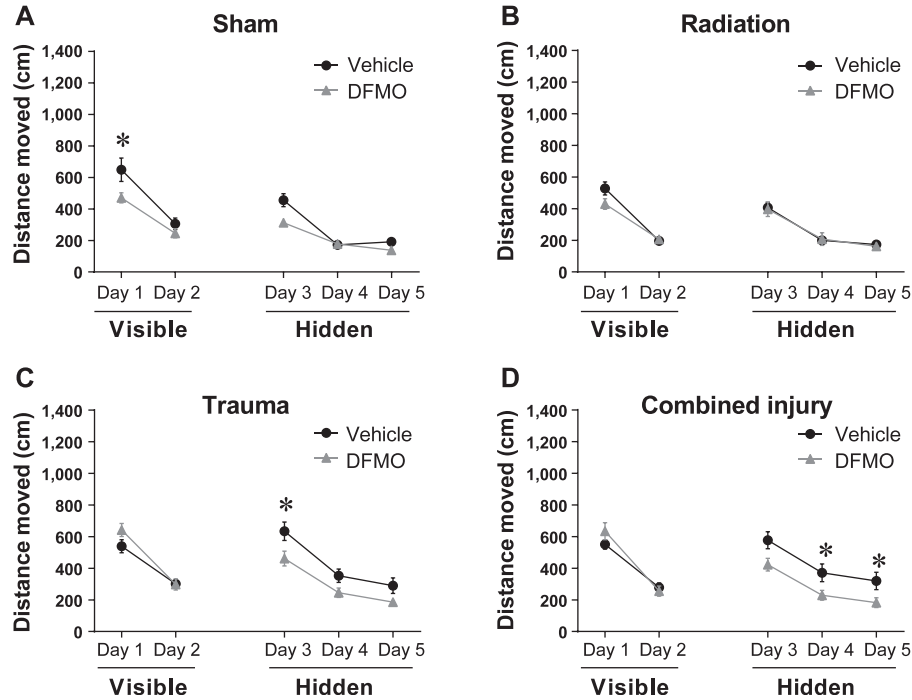 A
Sham
Distance moved (cm)
1,400
1,200
1,000
800
600
400
200
0
Vehicle
DFMO
*
Day 1 Day 2 Day 3 Day 4 Day 5
Visible Hidden
B
Radiation
Distance moved (cm)
1,400
1,200
1,000
800
600
400
200
0
Vehicle
DFMO
Day 1 Day 2 Day 3 Day 4 Day 5
Visible Hidden
C
Trauma
Distance moved (cm)
1,400
1,200
1,000
800
600
400
200
0
Vehicle
DFMO
*
Day 1 Day 2 Day 3 Day 4 Day 5
Visible Hidden
D
Combined injury
Distance moved (cm)
1,400
1,200
1,000
800
600
400
200
0
Vehicle
DFMO
* *
Day 1 Day 2 Day 3 Day 4 Day 5
Visible Hidden